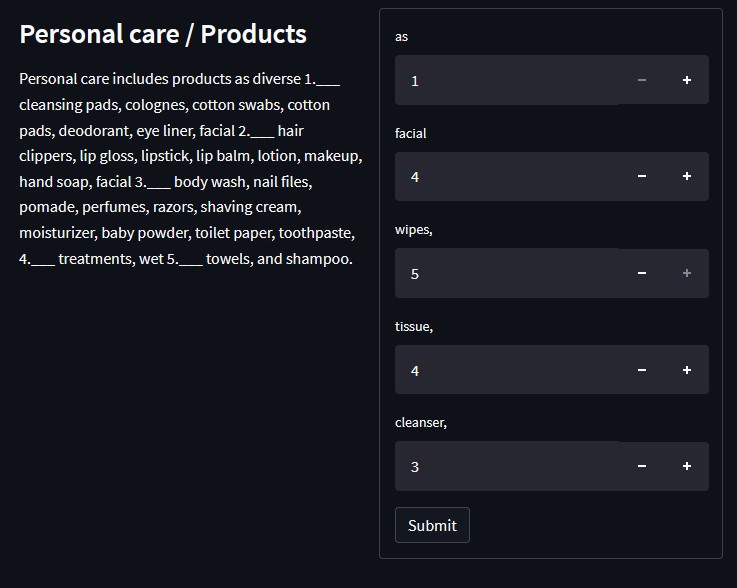 Personal care / Products
Personal care includes products as diverse 1.___
cleansing pads, colognes, cotton swabs, cotton
pads, deodorant, eye liner, facial 2.___ hair
clippers, lip gloss, lipstick, lip balm, lotion, makeup,
hand soap, facial 3.___ body wash, nail files,
pomade, perfumes, razors, shaving cream,
moisturizer, baby powder, toilet paper, toothpaste,
4.___ treatments, wet 5.___ towels, and shampoo.
as
1
facial
4
wipes,
5
tissue,
4
cleanser,
3
Submit